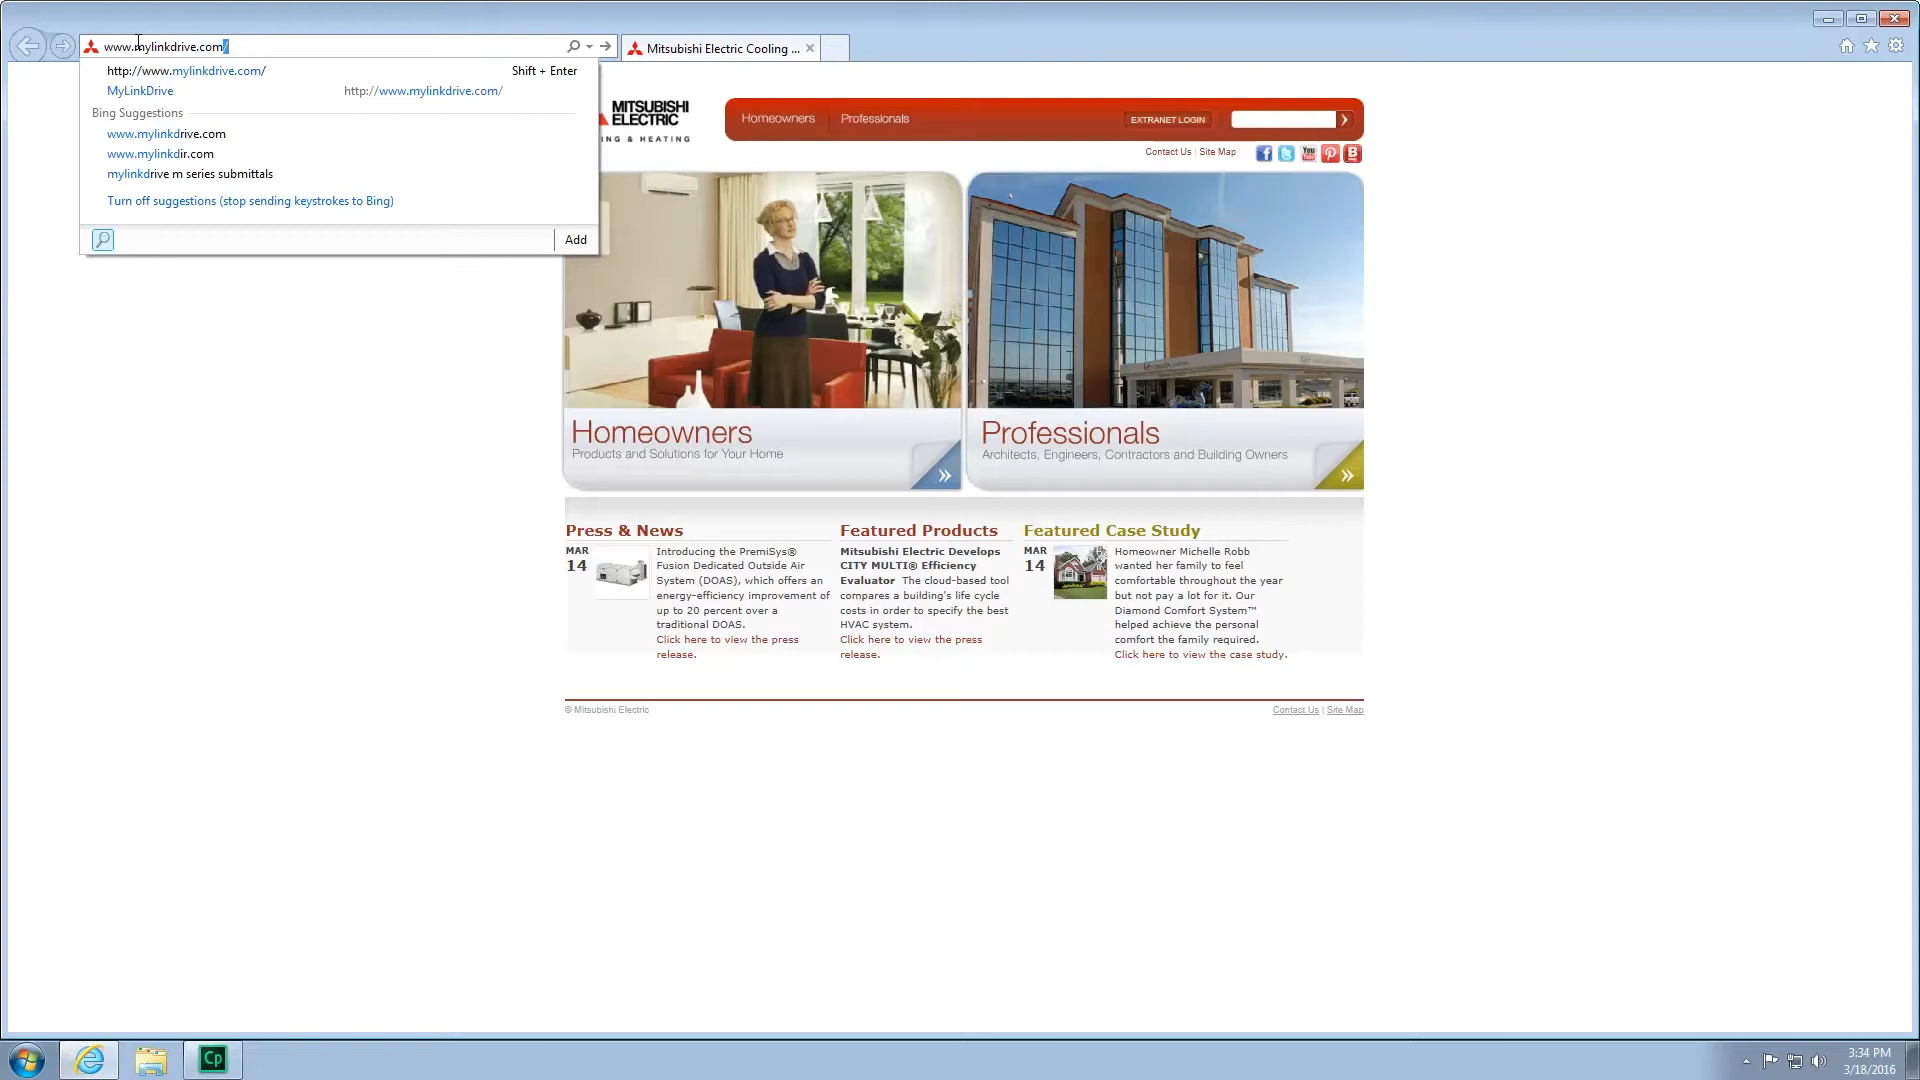 www.mylinkdrive.com/
Mitsubishi Electric Cooling ...
http://www.mylinkdrive.com/ Shift + Enter
MyLinkDrive http://www.mylinkdrive.com/
Bing Suggestions
www.mylinkdrive.com
www.mylinkdir.com
mylinkdrive m series submittals
Turn off suggestions (stop sending keystrokes to Bing)
Add
MITSUBISHI
ELECTRIC
NG & HEATING
Homeowners
Professionals
EXTRANET LOGIN
Contact Us | Site Map
You
Homeowners
Products and Solutions for Your Home
Professionals
Architects, Engineers, Contractors and Building Owners
Press & News
MAR
14
Introducing the PremiSys®
Fusion Dedicated Outside Air
System (DOAS), which offers an
energy-efficiency improvement of
up to 20 percent over a
traditional DOAS.
Click here to view the press
release.
Featured Products
Mitsubishi Electric Develops
CITY MULTI® Efficiency
Evaluator The cloud-based tool
compares a building's life cycle
costs in order to specify the best
HVAC system.
Click here to view the press
release.
Featured Case Study
MAR
14
Homeowner Michelle Robb
wanted her family to feel
comfortable throughout the year
but not pay a lot for it. Our
Diamond Comfort System™
helped achieve the personal
comfort the family required.
Click here to view the case study.
© Mitsubishi Electric
Contact Us | Site Map
Cp
3:34 PM
3/18/2016